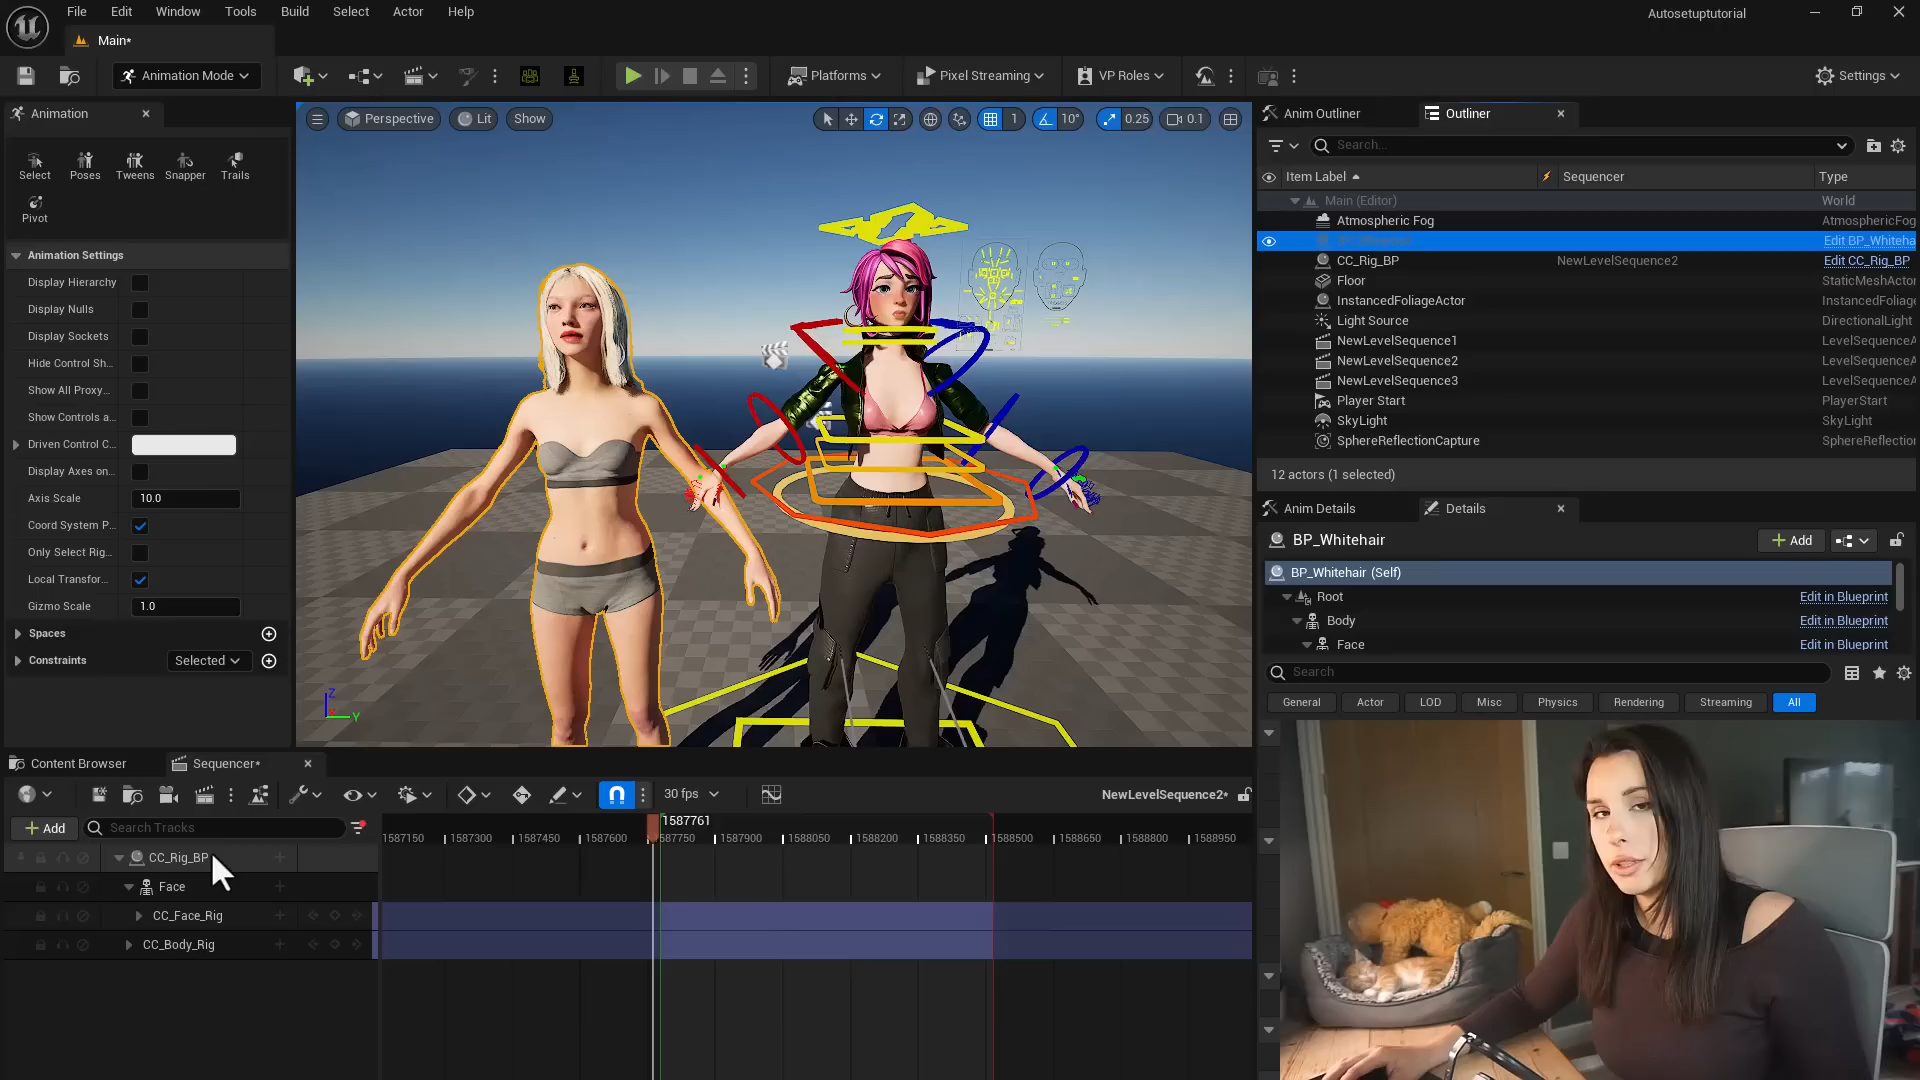 File Edit Window Tools Build Select Actor Help
Autosetuptutorial
Main*
Animation Mode
Platforms
Pixel Streaming
VP Roles
Settings
Animation
Select Poses Tweens Snapper Trails
Pivot
Animation Settings
Display Hierarchy
Display Nulls
Display Sockets
Hide Control Sh...
Show All Proxy...
Show Controls a...
Driven Control C...
Display Axes on...
Axis Scale 10.0
Coord System P...
Only Select Rig...
Local Transfor...
Gizmo Scale 1.0
Spaces
Constraints Selected
Perspective Lit Show
1 10° 0.25 0.1
Z
Y
Anim Outliner Outliner
Search...
Item Label Sequencer Type
Main (Editor) World
Atmospheric Fog AtmosphericFog
Edit BP_Whiteha
CC_Rig_BP NewLevelSequence2 Edit CC_Rig_BP
Floor StaticMeshActo
InstancedFoliageActor InstancedFoliage
Light Source DirectionalLight
NewLevelSequence1 LevelSequenceA
NewLevelSequence2 LevelSequenceA
NewLevelSequence3 LevelSequenceA
Player Start PlayerStart
SkyLight SkyLight
SphereReflectionCapture SphereReflection
12 actors (1 selected)
Anim Details Details
BP_Whitehair Add
BP_Whitehair (Self)
Root Edit in Blueprint
Body Edit in Blueprint
Face Edit in Blueprint
Search
General Actor LOD Misc Physics Rendering Streaming All
Content Browser Sequencer*
30 fps NewLevelSequence2*
Add Search Tracks
1587761
1587150 1587300 1587450 1587600 1587750 1587900 1588050 1588200 1588350 1588500 1588650 1588800 1588950
CC_Rig_BP
Face
CC_Face_Rig
CC_Body_Rig